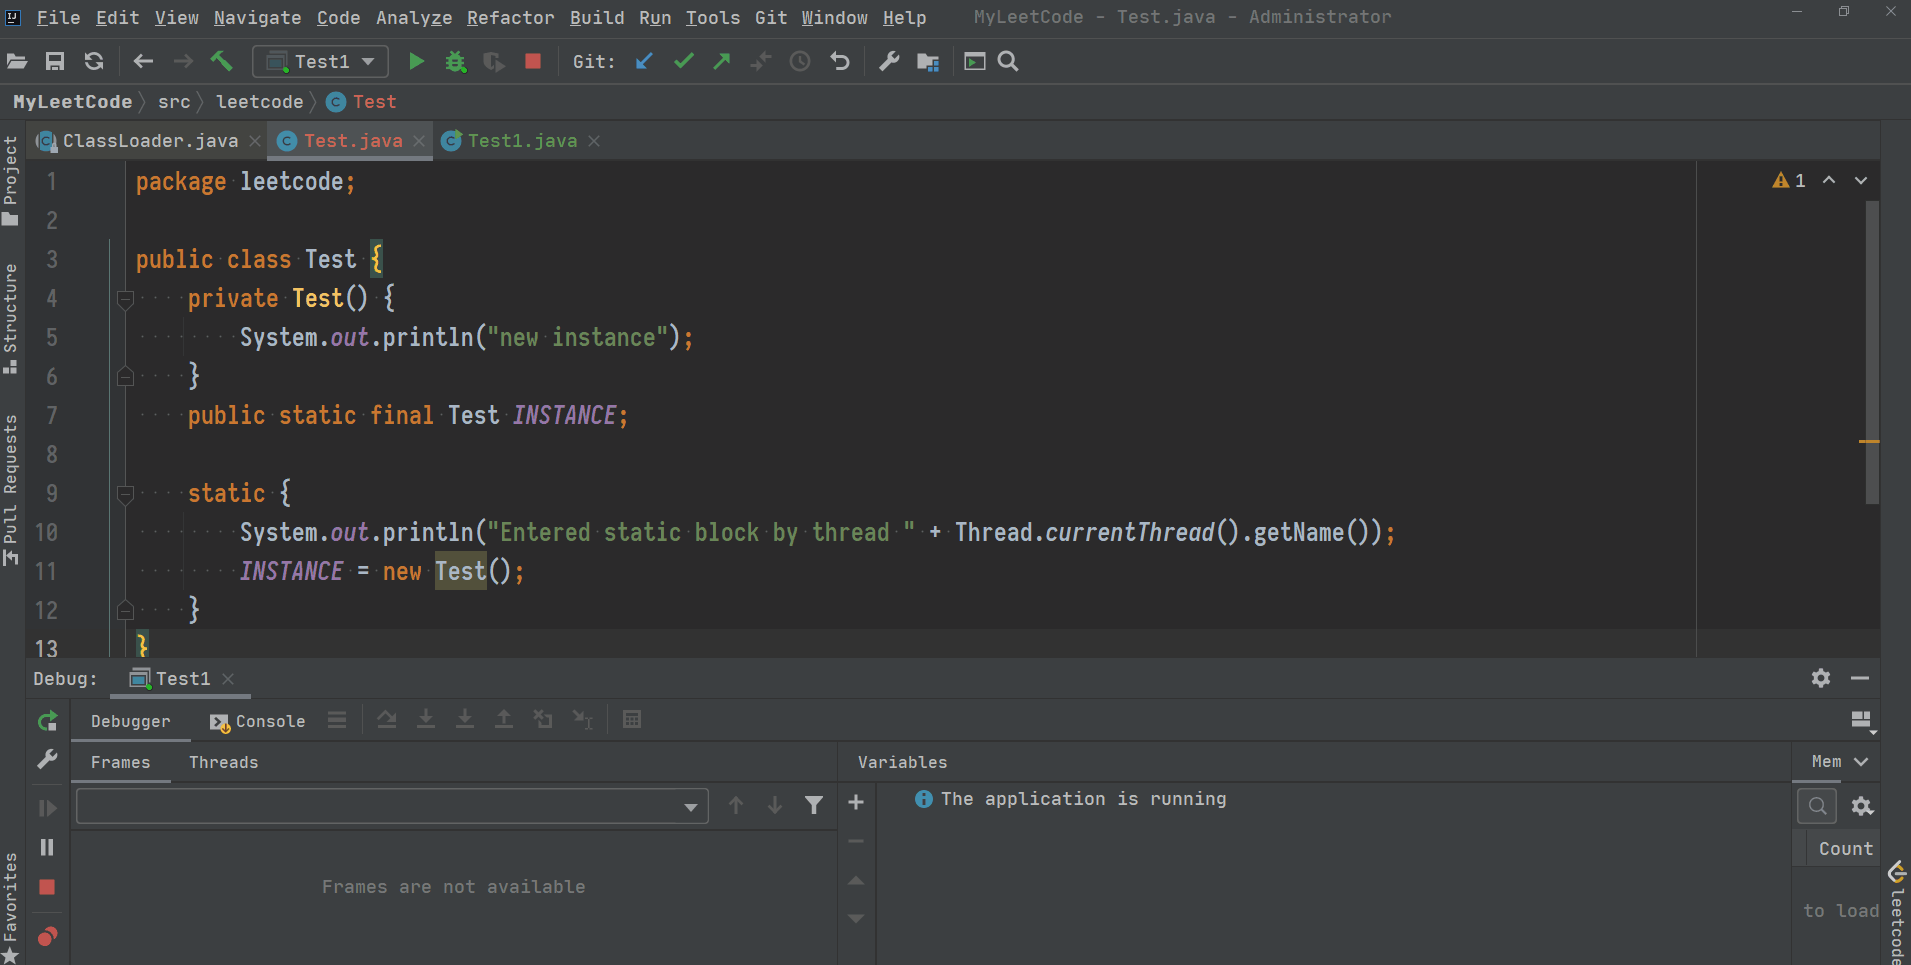 File Edit View Navigate Code Analyze Refactor Build Run Tools Git Window Help MyLeetCode - Test.java - Administrator
Test1 Git:
MyLeetCode src leetcode Test
ClassLoader.java Test.java Test1.java
Project
Structure
Pull Requests
Favorites
1 package leetcode;
2
3 public class Test {
4 private Test() {
5 System.out.println("new instance");
6 }
7 public static final Test INSTANCE;
8
9 static {
10 System.out.println("Entered static block by thread " + Thread.currentThread().getName());
11 INSTANCE = new Test();
12 }
13 }
1
Debug: Test1
Debugger Console
Frames Threads Variables Mem
The application is running
Count
Frames are not available
to load
leetcode